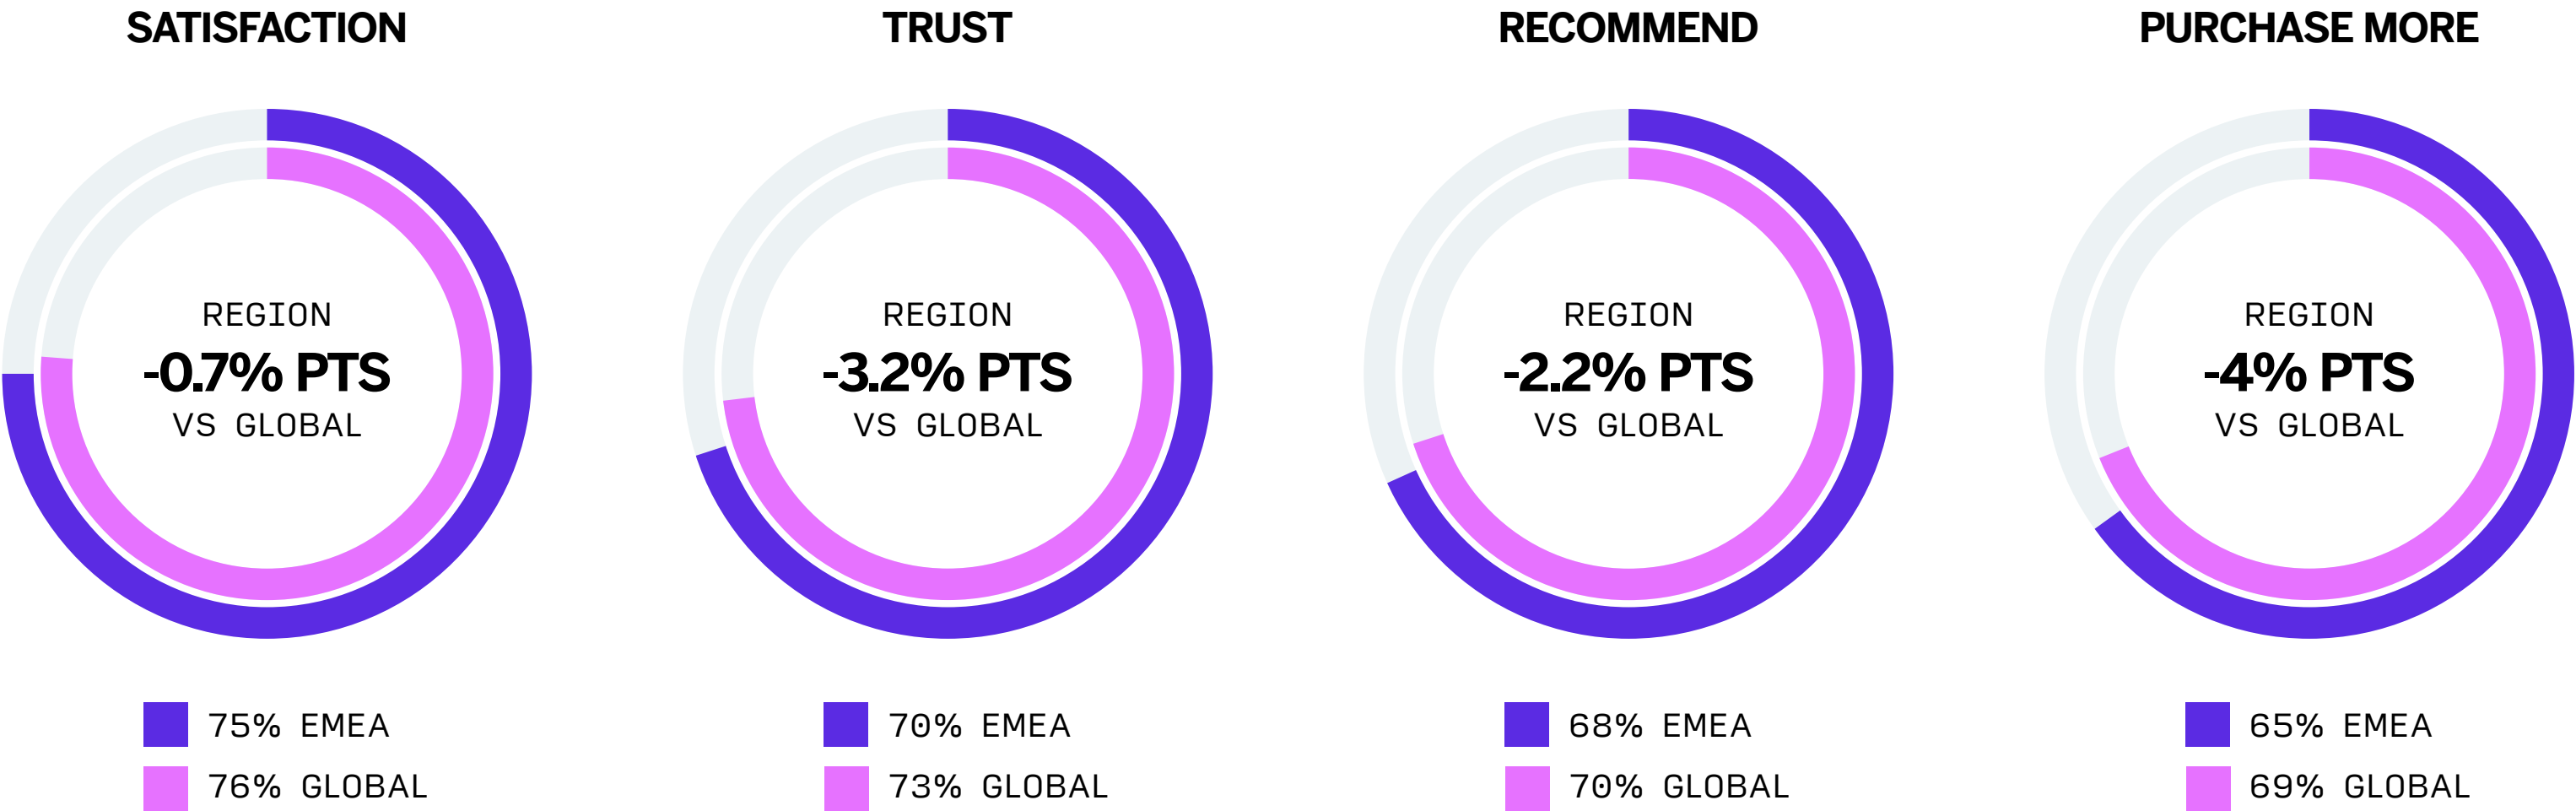 SATISFACTION
REGION
-0.7% PTS
VS GLOBAL
75% EMEA
76% GLOBAL
TRUST
REGION
-3.2% PTS
VS GLOBAL
70% EMEA
73% GLOBAL
RECOMMEND
REGION
-2.2% PTS
VS GLOBAL
68% EMEA
70% GLOBAL
PURCHASE MORE
REGION
-4% PTS
VS GLOBAL
65% EMEA
69% GLOBAL